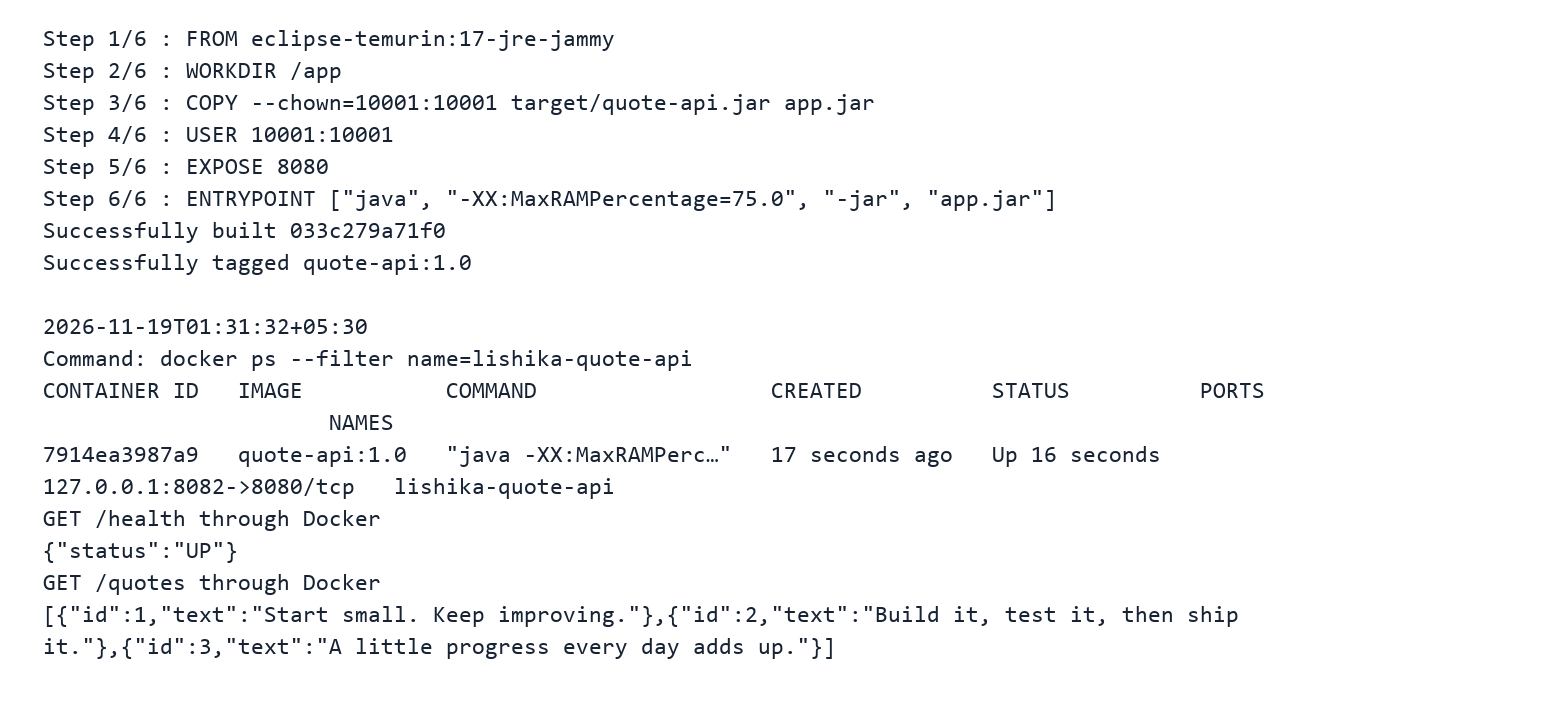 Step 1/6 : FROM eclipse-temurin:17-jre-jammy
Step 2/6 : WORKDIR /app
Step 3/6 : COPY --chown=10001:10001 target/quote-api.jar app.jar
Step 4/6 : USER 10001:10001
Step 5/6 : EXPOSE 8080
Step 6/6 : ENTRYPOINT ["java", "-XX:MaxRAMPercentage=75.0", "-jar", "app.jar"]
Successfully built 033c279a71f0
Successfully tagged quote-api:1.0

2026-11-19T01:31:32+05:30
Command: docker ps --filter name=lishika-quote-api
CONTAINER ID   IMAGE           COMMAND                  CREATED          STATUS          PORTS
                      NAMES
7914ea3987a9   quote-api:1.0   "java -XX:MaxRAMPerc…"   17 seconds ago   Up 16 seconds
127.0.0.1:8082->8080/tcp   lishika-quote-api
GET /health through Docker
{"status":"UP"}
GET /quotes through Docker
[{"id":1,"text":"Start small. Keep improving."},{"id":2,"text":"Build it, test it, then ship
it."},{"id":3,"text":"A little progress every day adds up."}]